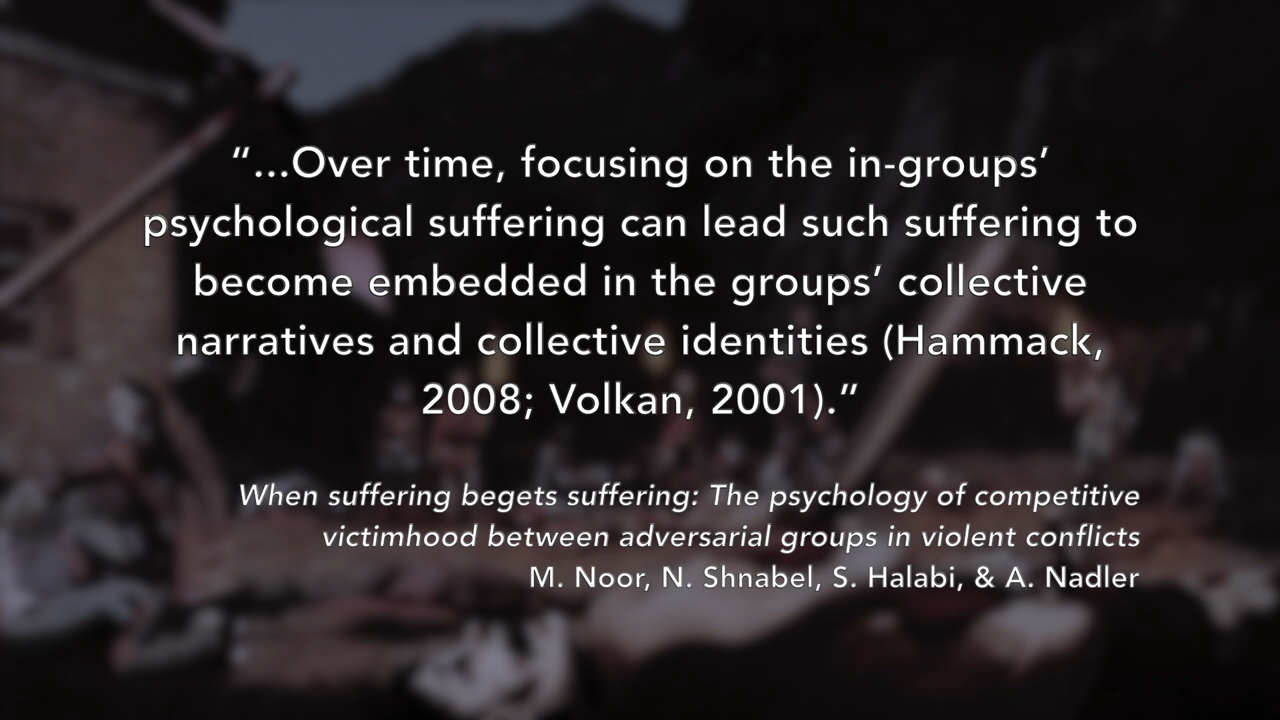 “...Over time, focusing on the in-groups’
psychological suffering can lead such suffering to
become embedded in the groups’ collective
narratives and collective identities (Hammack,
2008; Volkan, 2001).”
When suffering begets suffering: The psychology of competitive
victimhood between adversarial groups in violent conflicts
M. Noor, N. Shnabel, S. Halabi, & A. Nadler